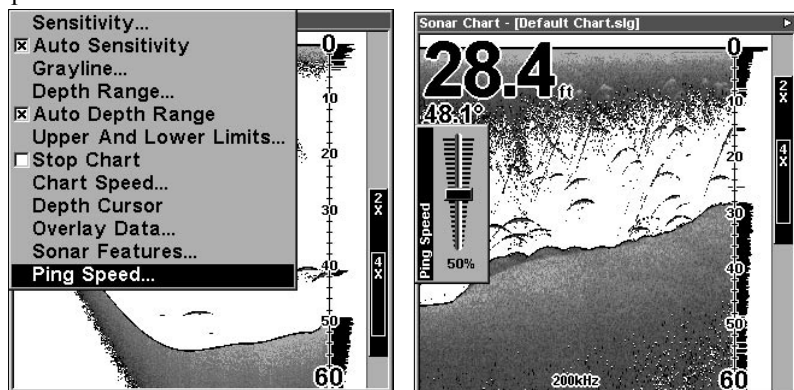 Sensitivity...
Auto Sensitivity
Grayline...
Depth Range...
Auto Depth Range
Upper And Lower Limits...
Stop Chart
Chart Speed...
Depth Cursor
Overlay Data...
Sonar Features...
Ping Speed...
0
10
20
30
40
50
60
2X
4X
Sonar Chart - [Default Chart.slg]
28.4 ft
48.1°
Ping Speed
50%
0
10
20
30
40
50
60
2X
4X
200kHz